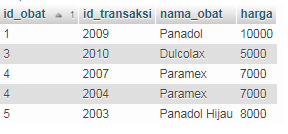 id_obat 1 id_transaksi nama_obat harga
1 2009 Panadol 10000
3 2010 Dulcolax 5000
4 2007 Paramex 7000
4 2004 Paramex 7000
5 2003 Panadol Hijau 8000